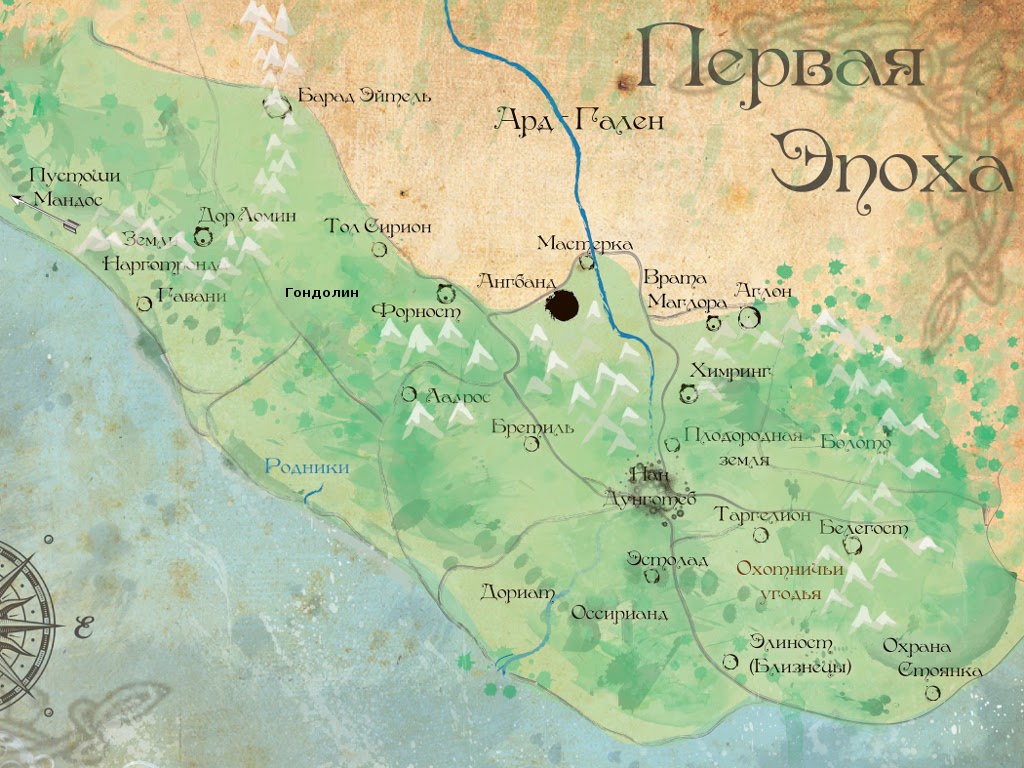 Первая
Эпоха
Барад Эйтель
Ард-Гален
Пустоши
Мандос
Дор Ломин
Земли
Нарготронда
Тол Сирион
Мастерка
Гавани
Гондолин
Ангбанд
Врата
Маглора
Аглон
Форност
Химринг
Ладрос
Бретиль
Плодородная
земля
Болото
Родники
Нан
Дунготеб
Таргелион
Белегост
Эстолад
Охотничьи
угодья
Дориат
Оссирианд
Элиност
(Близнецы)
Охрана
Стоянка
E